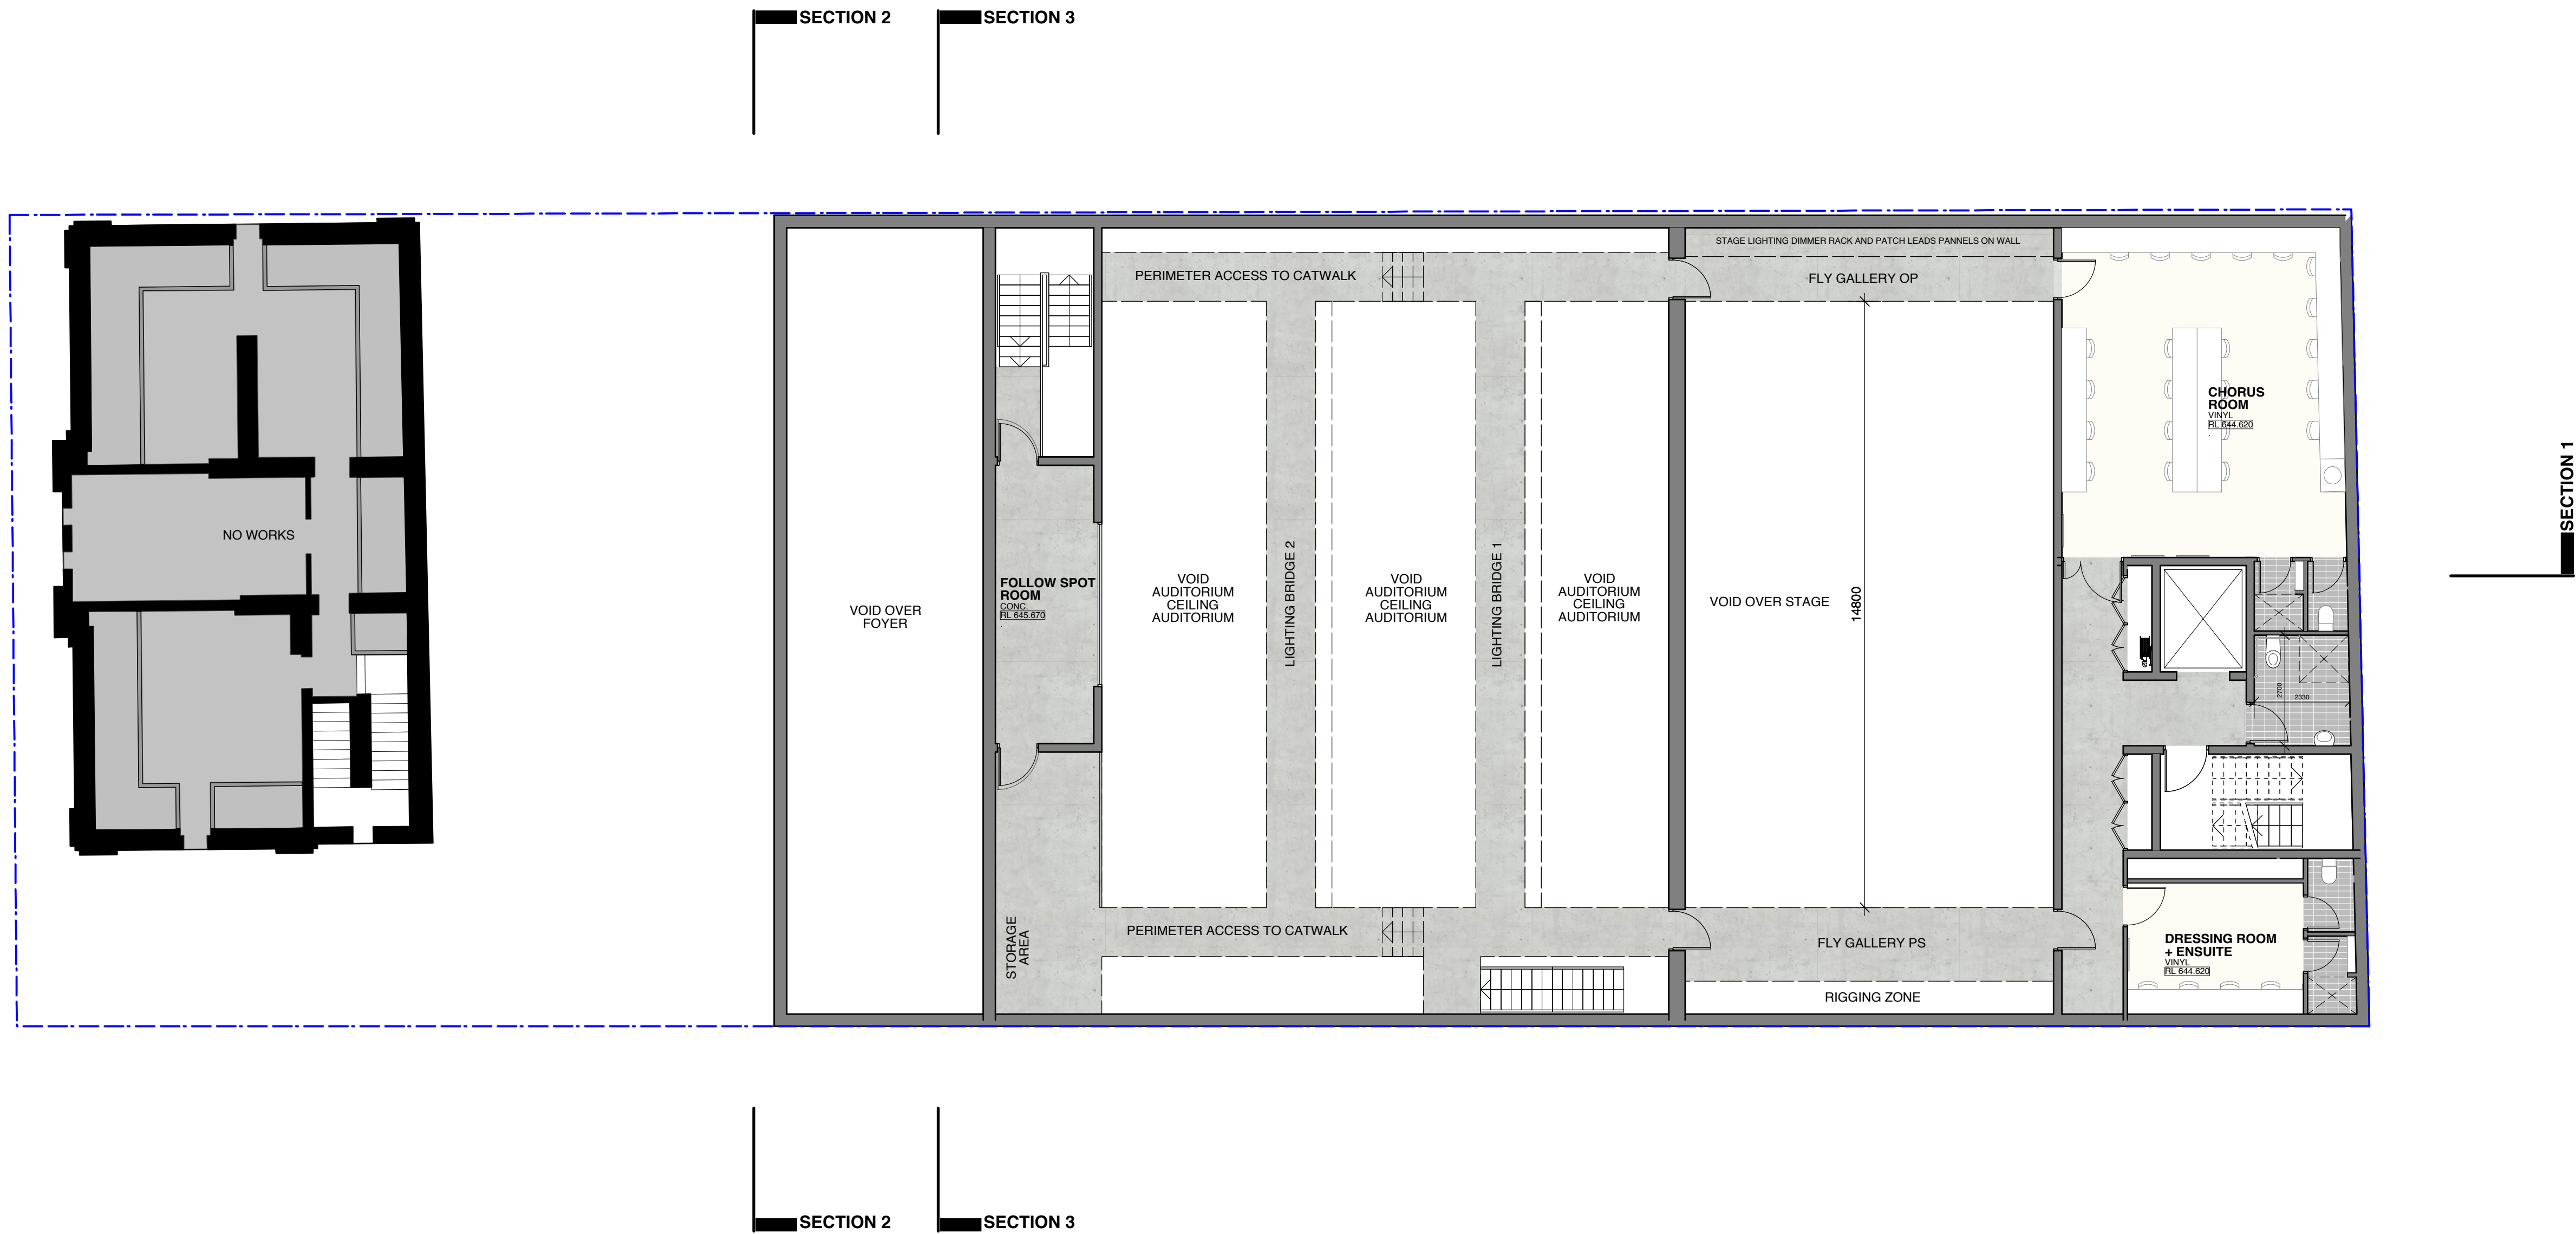 SECTION 2
SECTION 3
STAGE LIGHTING DIMMER RACK AND PATCH LEADS PANNELS ON WALL
PERIMETER ACCESS TO CATWALK
FLY GALLERY OP
CHORUS
ROOM
VINYL
RL 644.620
SECTION 1
NO WORKS
VOID OVER
FOYER
FOLLOW SPOT
ROOM
CONC.
RL 645.670
VOID
AUDITORIUM
CEILING
AUDITORIUM
LIGHTING BRIDGE 2
VOID
AUDITORIUM
CEILING
AUDITORIUM
LIGHTING BRIDGE 1
VOID
AUDITORIUM
CEILING
AUDITORIUM
VOID OVER STAGE
14800
2700
2330
STORAGE
AREA
PERIMETER ACCESS TO CATWALK
FLY GALLERY PS
RIGGING ZONE
DRESSING ROOM
+ ENSUITE
VINYL
RL 644.620
SECTION 2
SECTION 3